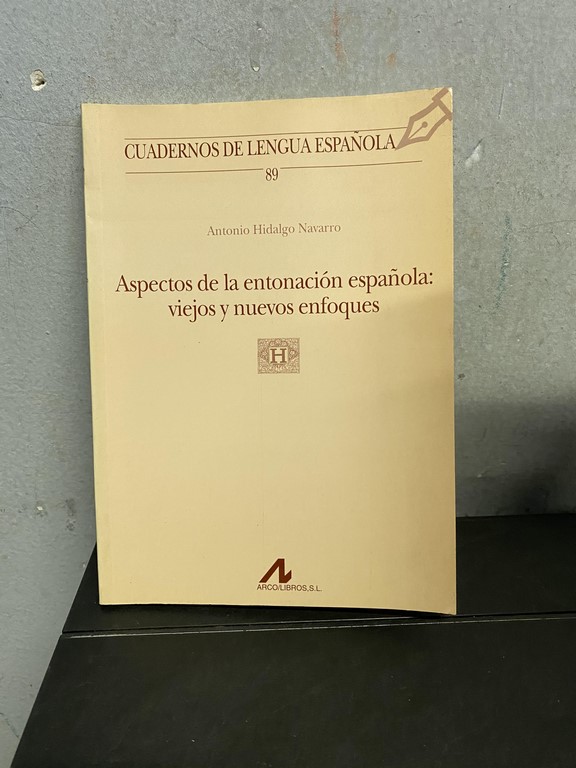 CUADERNOS DE LENGUA ESPAÑOLA
89
Antonio Hidalgo Navarro
Aspectos de la entonación española:
viejos y nuevos enfoques
H
ARCO/LIBROS, S.L.